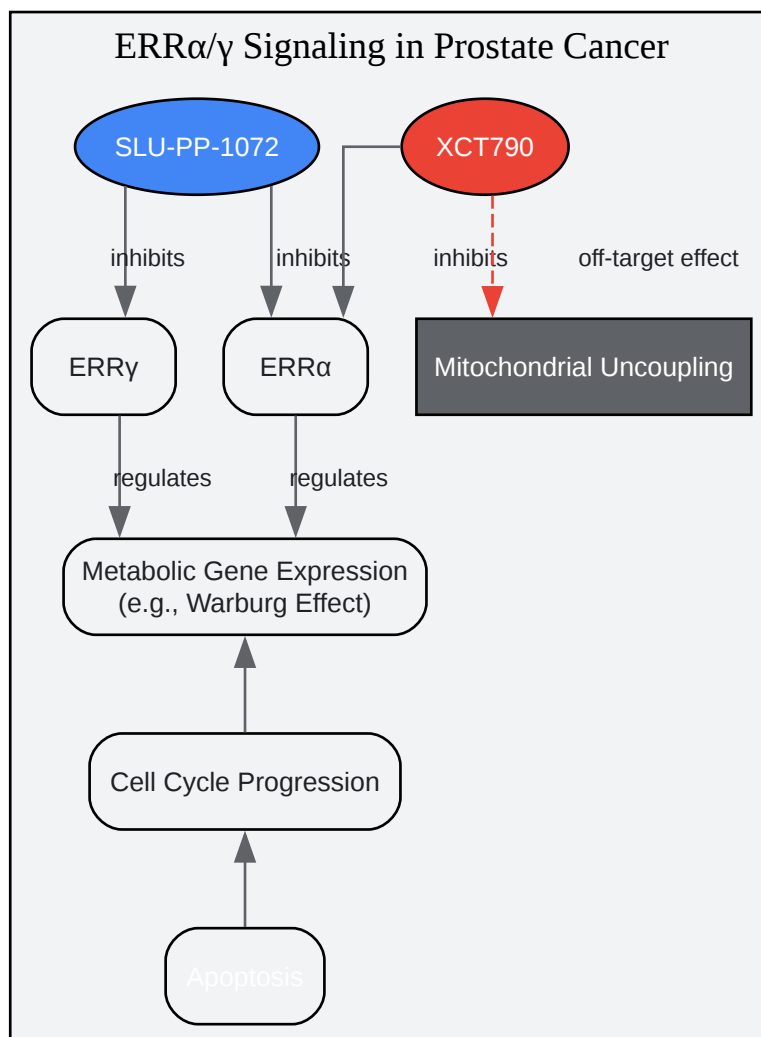 ERRα/γ Signaling in Prostate Cancer
SLU-PP-1072
XCT790
inhibits
inhibits
inhibits
off-target effect
ERRγ
ERRα
Mitochondrial Uncoupling
regulates
regulates
Metabolic Gene Expression
(e.g., Warburg Effect)
Cell Cycle Progression
Apoptosis